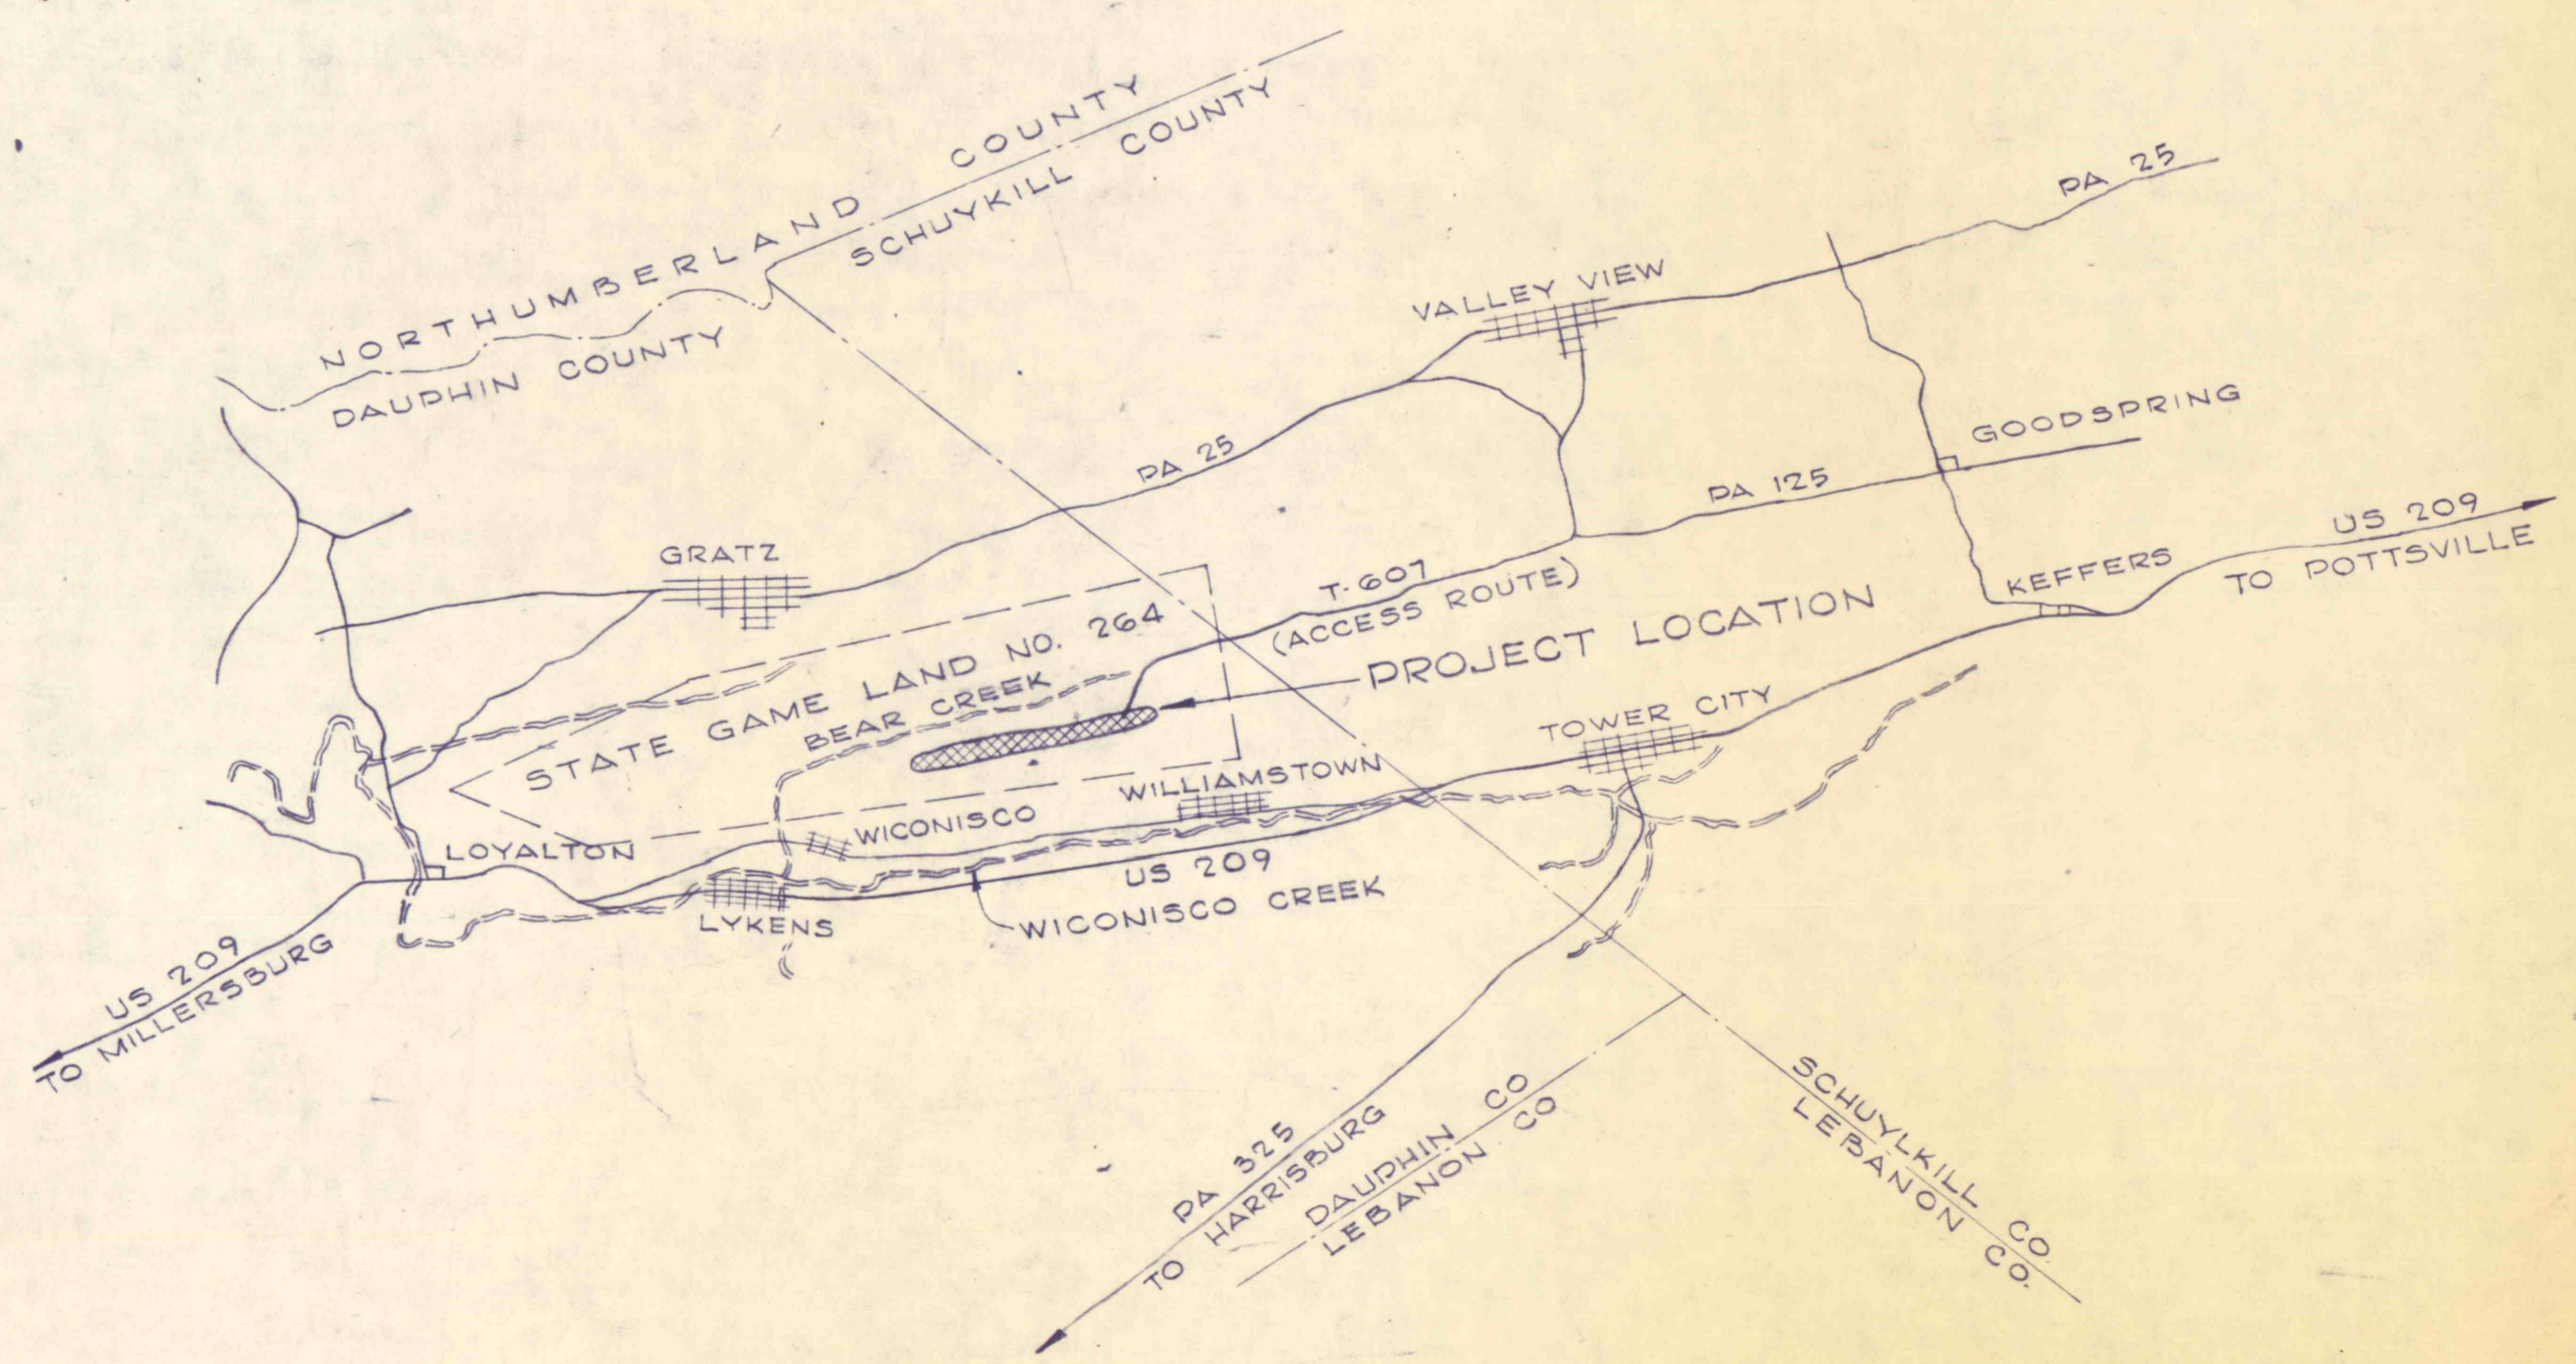 NORTHUMBERLAND COUNTY
SCHUYKILL COUNTY
DAUPHIN COUNTY
PA 25
VALLEY VIEW
GOODSPRING
PA 25
PA 125
US 209
TO POTTSVILLE
KEFFERS
GRATZ
T-607
(ACCESS ROUTE)
PROJECT LOCATION
STATE GAME LAND NO. 264
BEAR CREEK
TOWER CITY
WILLIAMSTOWN
WICONISCO
LOYALTON
US 209
WICONISCO CREEK
LYKENS
US 209
TO MILLERSBURG
PA 325
TO HARRISBURG
DAUPHIN CO
LEBANON CO
SCHUYLKILL CO.
LEBANON CO.